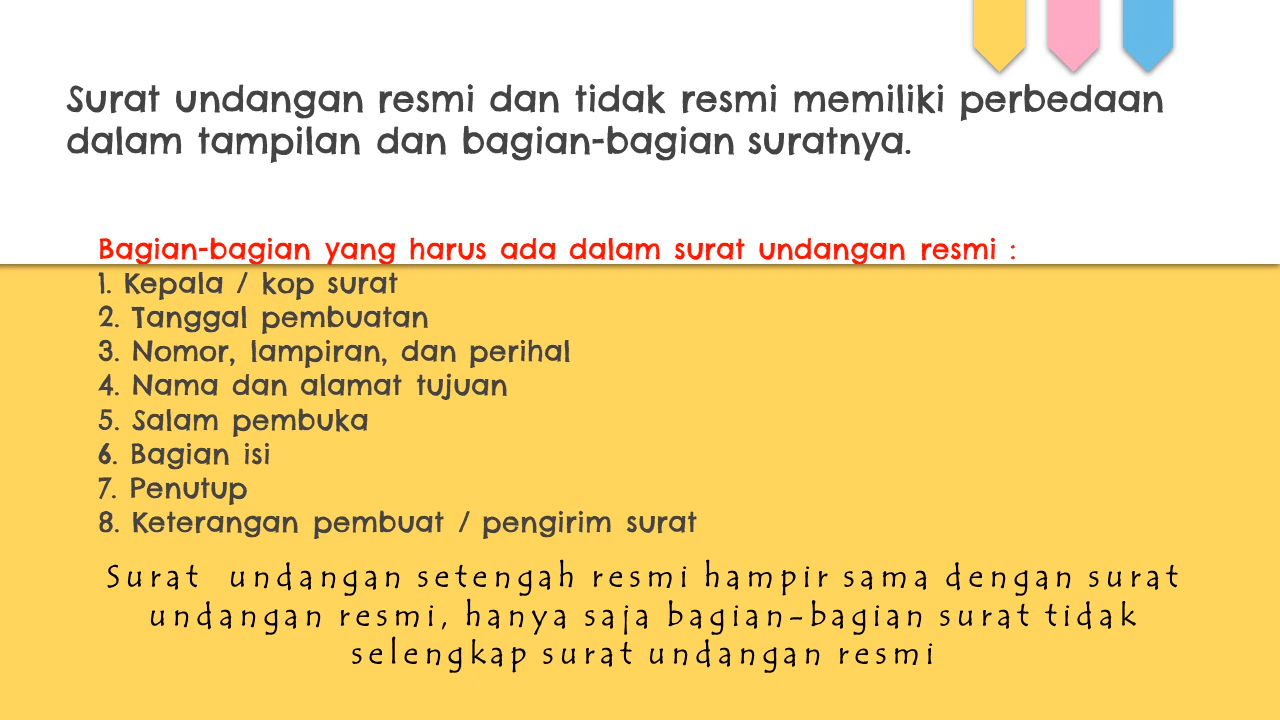 Surat undangan resmi dan tidak resmi memiliki perbedaan
dalam tampilan dan bagian-bagian suratnya.
Bagian-bagian yang harus ada dalam surat undangan resmi :
1. Kepala / kop surat
2. Tanggal pembuatan
3. Nomor, lampiran, dan perihal
4. Nama dan alamat tujuan
5. Salam pembuka
6. Bagian isi
7. Penutup
8. Keterangan pembuat / pengirim surat
Surat undangan setengah resmi hampir sama dengan surat
undangan resmi, hanya saja bagian-bagian surat tidak
selengkap surat undangan resmi